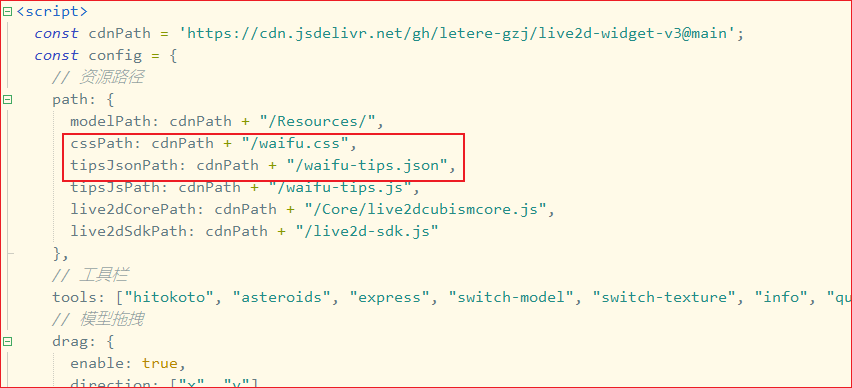 <script>
const cdnPath = 'https://cdn.jsdelivr.net/gh/letere-gzj/live2d-widget-v3@main';
const config = {
// 资源路径
path: {
modelPath: cdnPath + "/Resources/",
cssPath: cdnPath + "/waifu.css",
tipsJsonPath: cdnPath + "/waifu-tips.json",
tipsJsPath: cdnPath + "/waifu-tips.js",
live2dCorePath: cdnPath + "/Core/live2dcubismcore.js",
live2dSdkPath: cdnPath + "/live2d-sdk.js"
},
// 工具栏
tools: ["hitokoto", "asteroids", "express", "switch-model", "switch-texture", "info", "qu
// 模型拖拽
drag: {
enable: true,
direction: ["x", "y"]